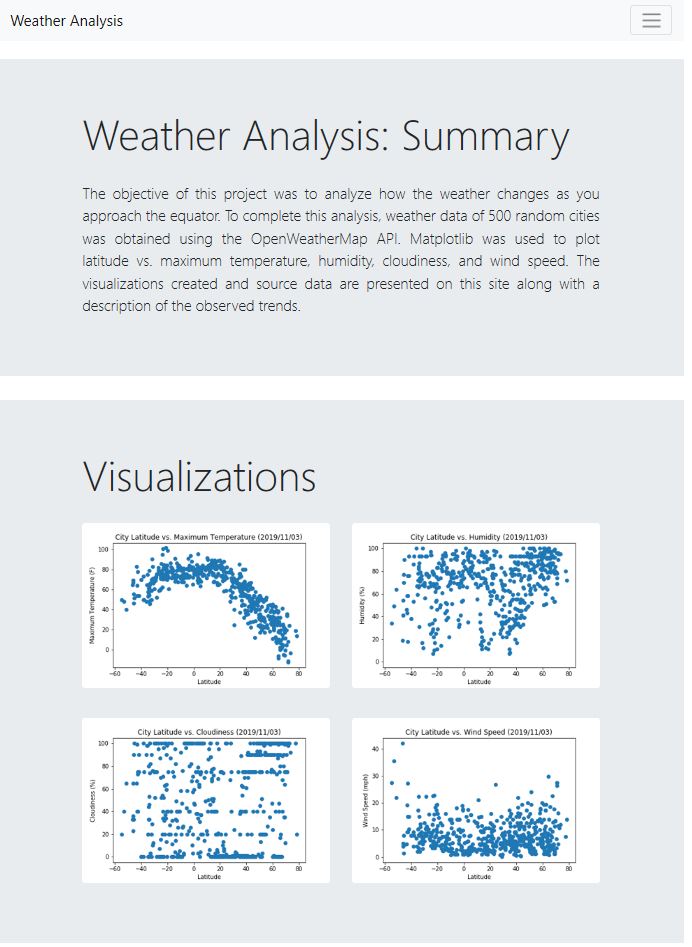 Weather Analysis
Weather Analysis: Summary
The objective of this project was to analyze how the weather changes as you
approach the equator. To complete this analysis, weather data of 500 random cities
was obtained using the OpenWeatherMap API. Matplotlib was used to plot
latitude vs. maximum temperature, humidity, cloudiness, and wind speed. The
visualizations created and source data are presented on this site along with a
description of the observed trends.
Visualizations
City Latitude vs. Maximum Temperature (2019/11/03)
Maximum Temperature (F)
100
80
60
40
20
0
−60 −40 −20 0 20 40 60 80
Latitude
City Latitude vs. Humidity (2019/11/03)
Humidity (%)
100
80
60
40
20
0
−60 −40 −20 0 20 40 60 80
Latitude
City Latitude vs. Cloudiness (2019/11/03)
Cloudiness (%)
100
80
60
40
20
0
−60 −40 −20 0 20 40 60 80
Latitude
City Latitude vs. Wind Speed (2019/11/03)
Wind Speed (mph)
40
30
20
10
0
−60 −40 −20 0 20 40 60 80
Latitude